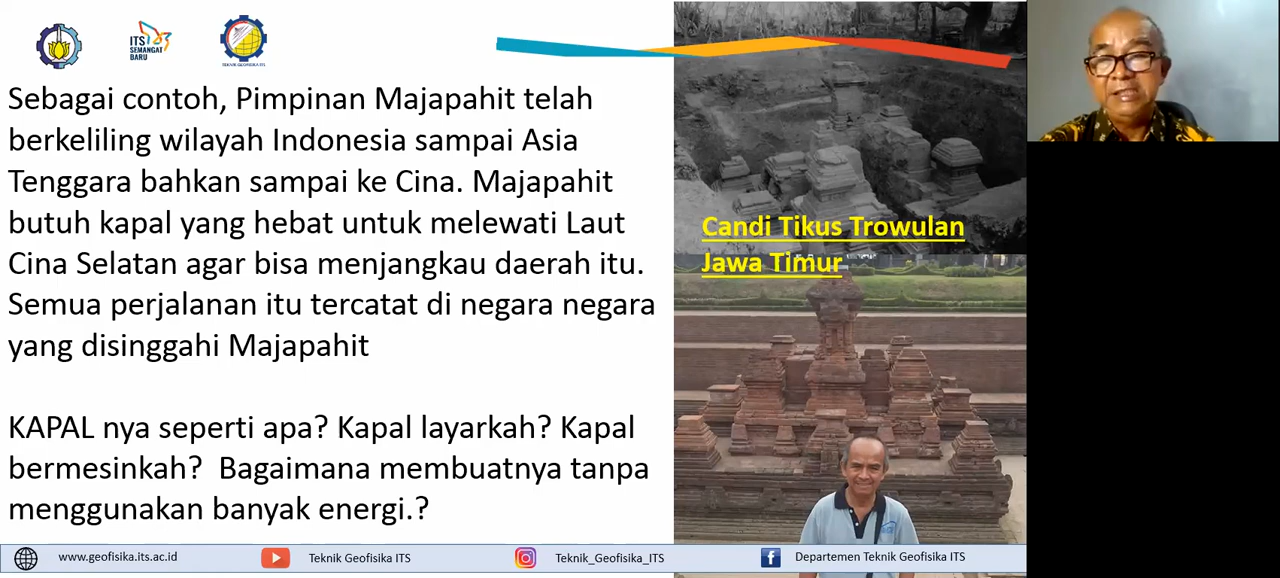 ITS
SEMANGAT
BARU
TEKNIK GEOFISIKA ITS
Sebagai contoh, Pimpinan Majapahit telah
berkeliling wilayah Indonesia sampai Asia
Tenggara bahkan sampai ke Cina. Majapahit
butuh kapal yang hebat untuk melewati Laut
Cina Selatan agar bisa menjangkau daerah itu.
Semua perjalanan itu tercatat di negara negara
yang disinggahi Majapahit
KAPAL nya seperti apa? Kapal layarkah? Kapal
bermesinkah?  Bagaimana membuatnya tanpa
menggunakan banyak energi.?
Candi Tikus Trowulan
Jawa Timur
www.geofisika.its.ac.id
Teknik Geofisika ITS
Teknik_Geofisika_ITS
Departemen Teknik Geofisika ITS